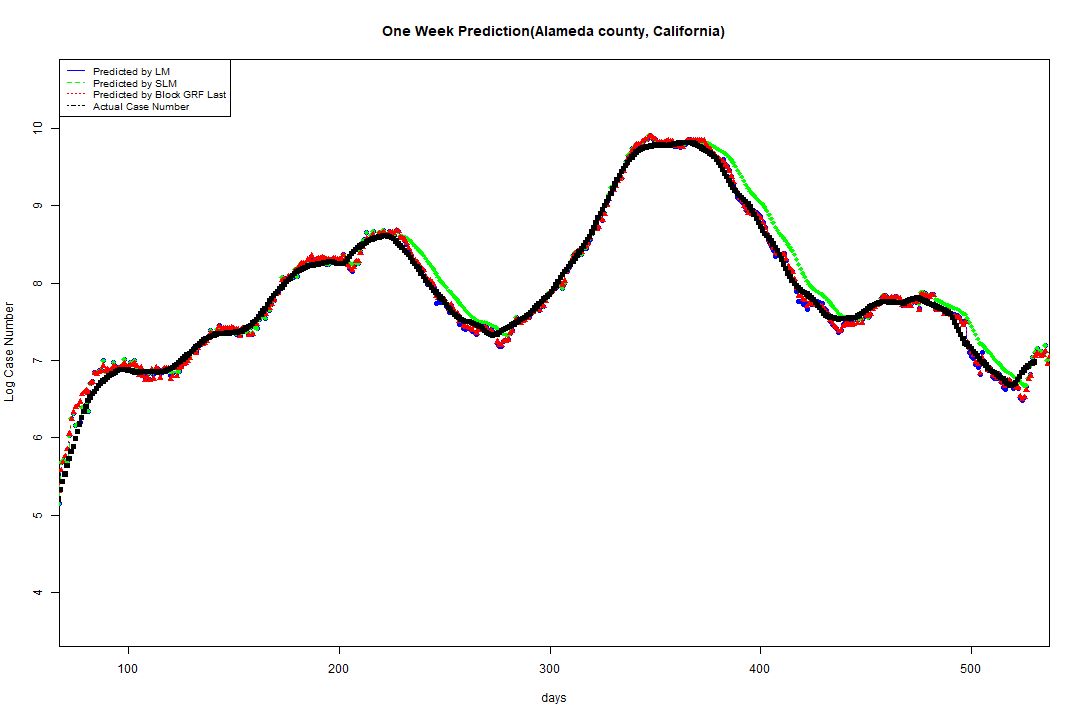 One Week Prediction(Alameda county, California)
Predicted by LM
Predicted by SLM
Predicted by Block GRF Last
Actual Case Number
10
9
8
7
6
5
4
Log Case Number
100 200 300 400 500
days